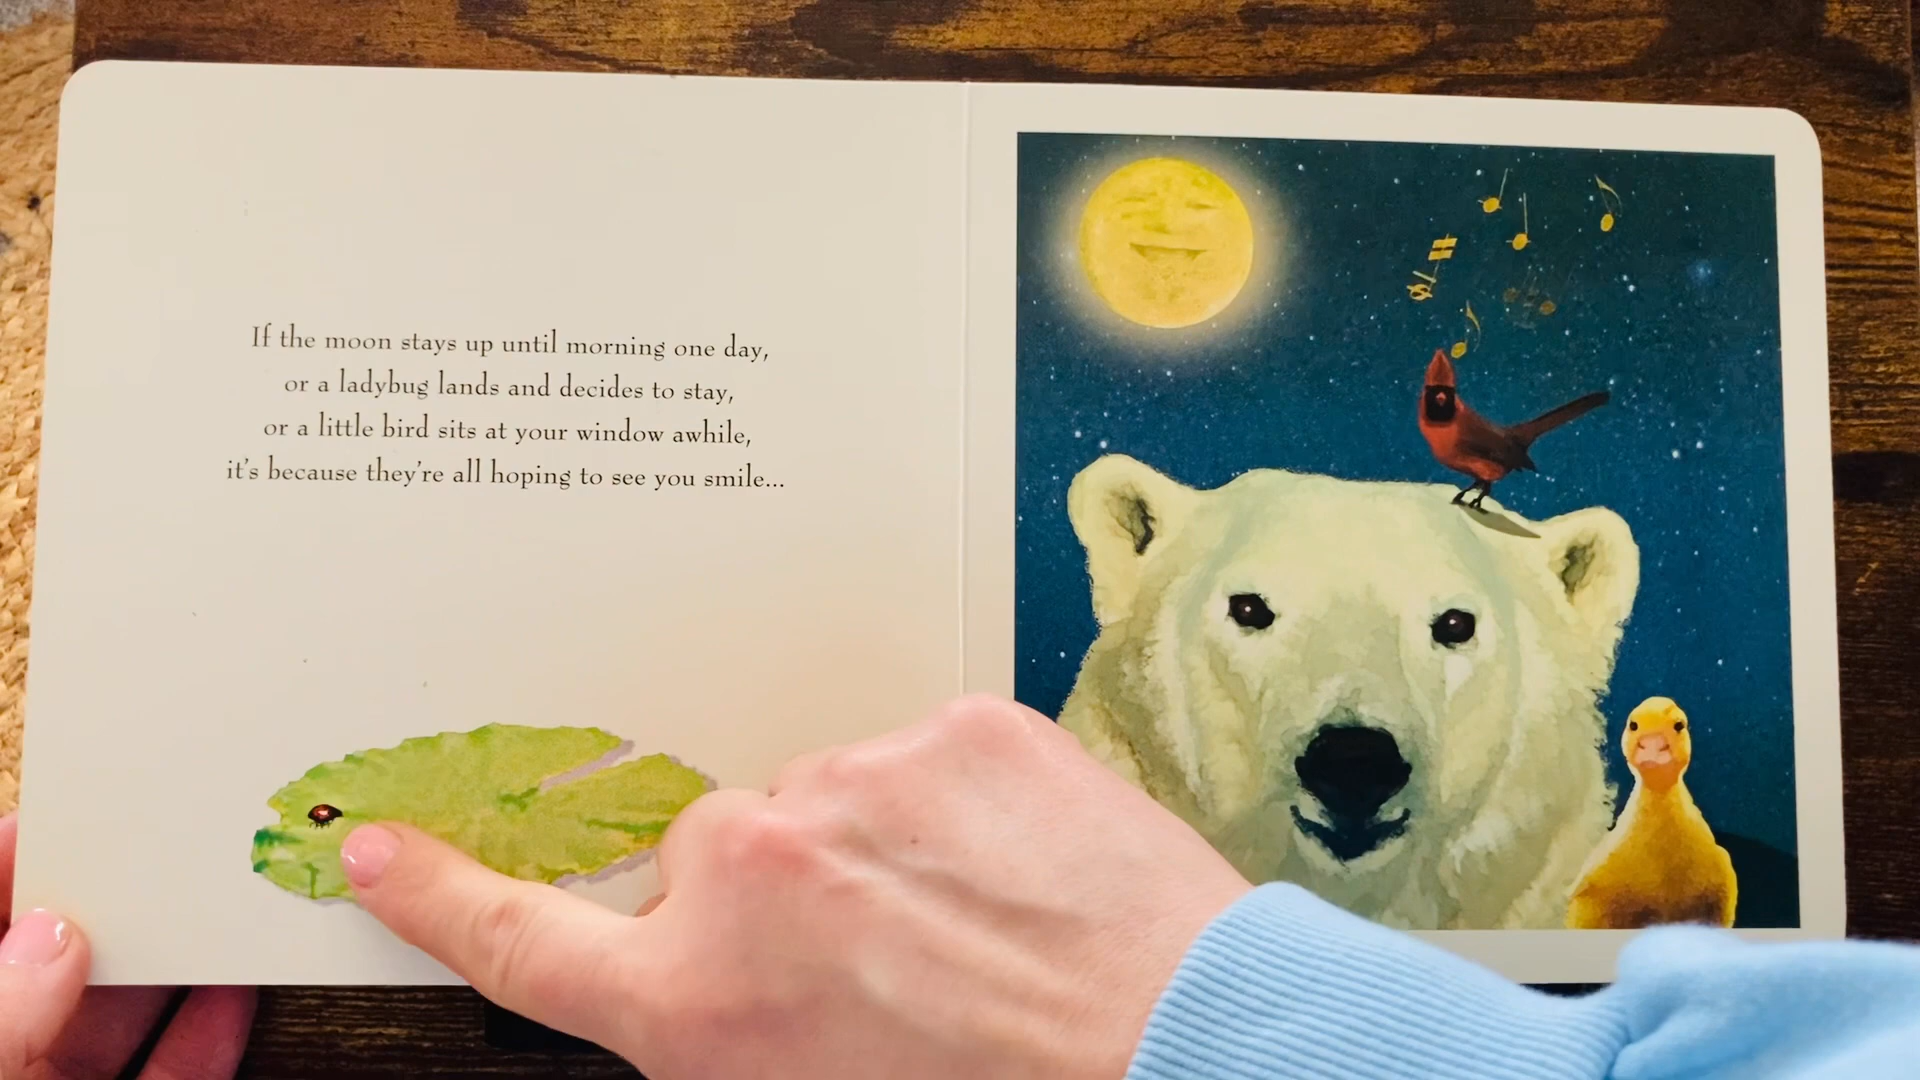 If the moon stays up until morning one day,
or a ladybug lands and decides to stay,
or a little bird sits at your window awhile,
it's because they're all hoping to see you smile...